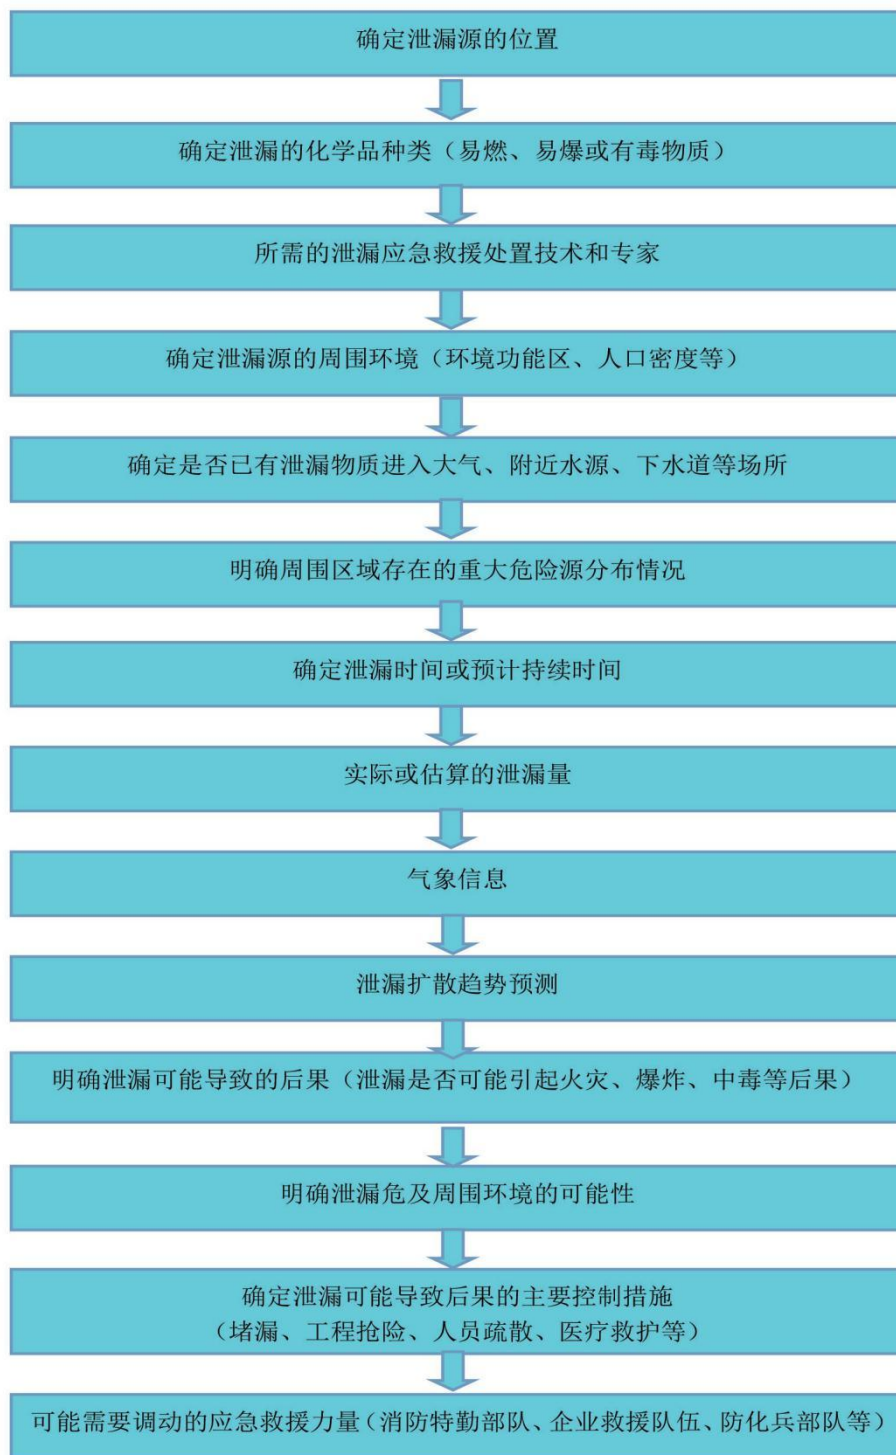 确定泄漏源的位置
确定泄漏的化学品种类（易燃、易爆或有毒物质）
所需的泄漏应急救援处置技术和专家
确定泄漏源的周围环境（环境功能区、人口密度等）
确定是否已有泄漏物质进入大气、附近水源、下水道等场所
明确周围区域存在的重大危险源分布情况
确定泄漏时间或预计持续时间
实际或估算的泄漏量
气象信息
泄漏扩散趋势预测
明确泄漏可能导致的后果（泄漏是否可能引起火灾、爆炸、中毒等后果）
明确泄漏危及周围环境的可能性
确定泄漏可能导致后果的主要控制措施
（堵漏、工程抢险、人员疏散、医疗救护等）
可能需要调动的应急救援力量（消防特勤部队、企业救援队伍、防化兵部队等）